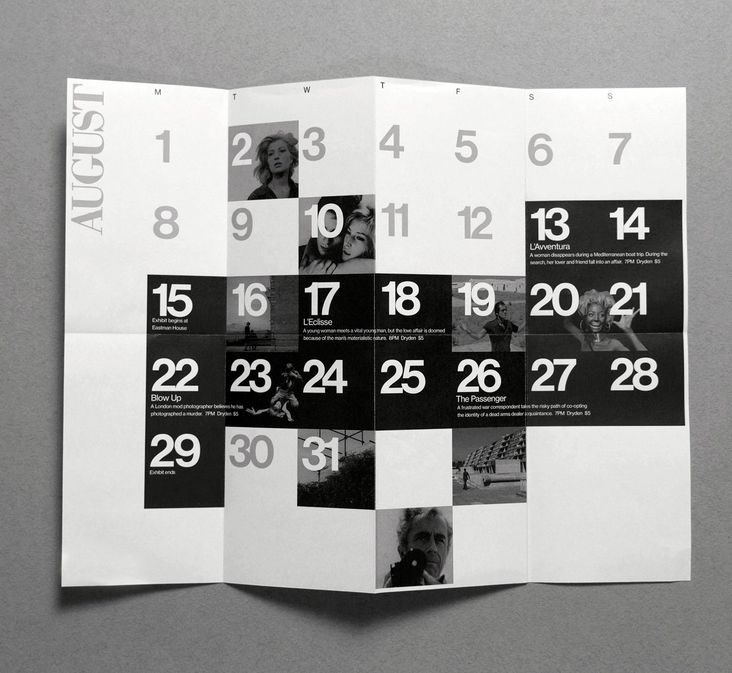 AUGUST
M T W T F S S
1 2 3 4 5 6 7
8 9 10 11 12 13 14
L'Avventura
A woman disappears during a Mediterranean boat trip. During the
search, her lover and friend fall into an affair. 7PM Dryden $5
15 16 17 18 19 20 21
Exhibit begins at
Eastman House
L'Eclisse
A young woman meets a vital young man, but the love affair is doomed
because of the man's materialistic nature. 8PM Dryden $5
22 23 24 25 26 27 28
Blow Up
A London mod photographer believes he has
photographed a murder. 7PM Dryden $5
The Passenger
A frustrated war correspondent takes the risky path of co-opting
the identity of a dead arms dealer acquaintance. 7PM Dryden $5
29 30 31
Exhibit ends